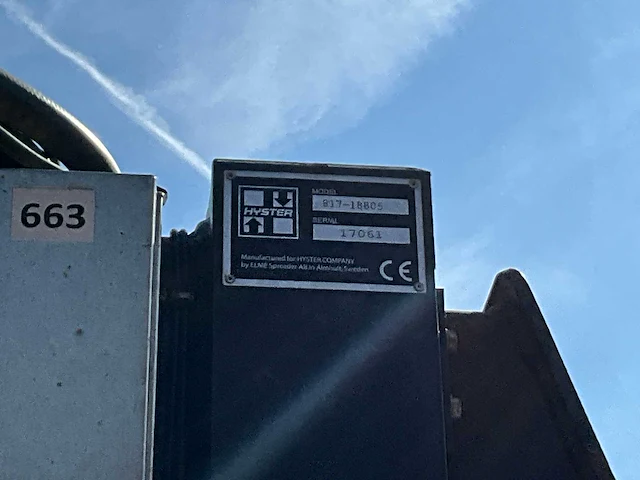 663
HYSTER
MODEL
817-18805
SERIAL
17061
Manufactured for HYSTER COMPANY
by ELME Spreader AB in Älmhult, Sweden
CE